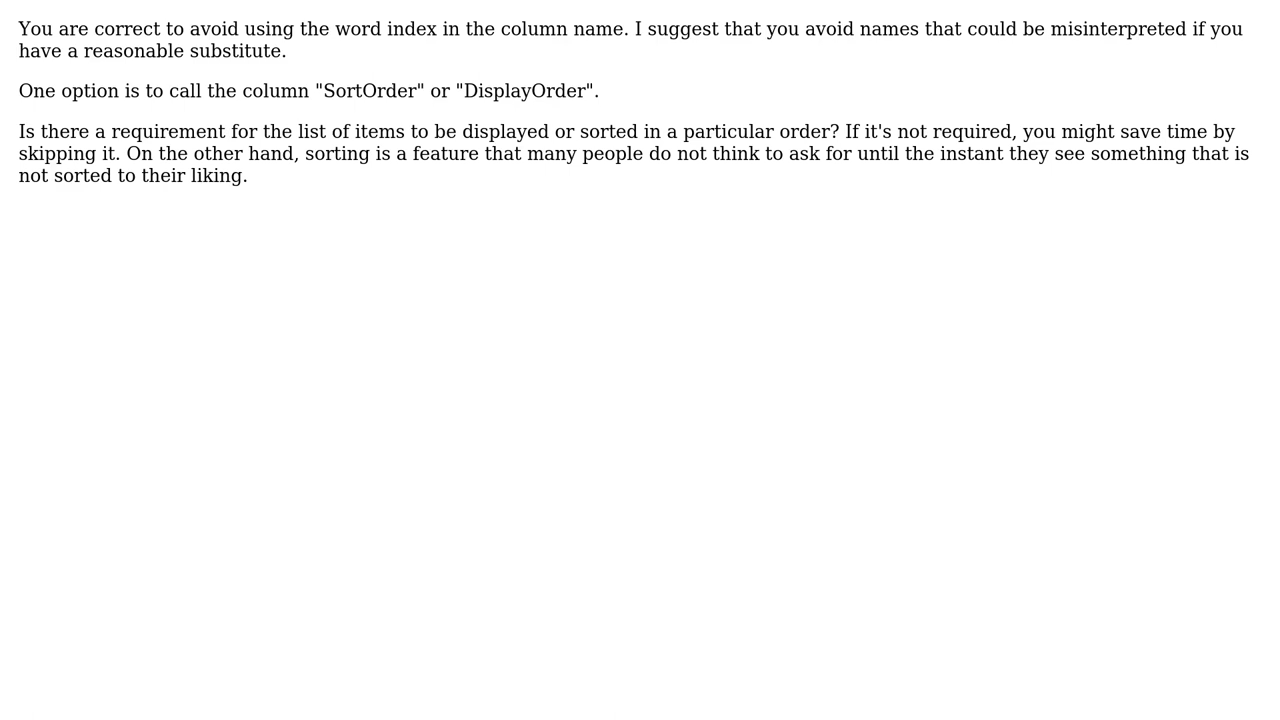 You are correct to avoid using the word index in the column name. I suggest that you avoid names that could be misinterpreted if you
have a reasonable substitute.
One option is to call the column "SortOrder" or "DisplayOrder".
Is there a requirement for the list of items to be displayed or sorted in a particular order? If it's not required, you might save time by
skipping it. On the other hand, sorting is a feature that many people do not think to ask for until the instant they see something that is
not sorted to their liking.